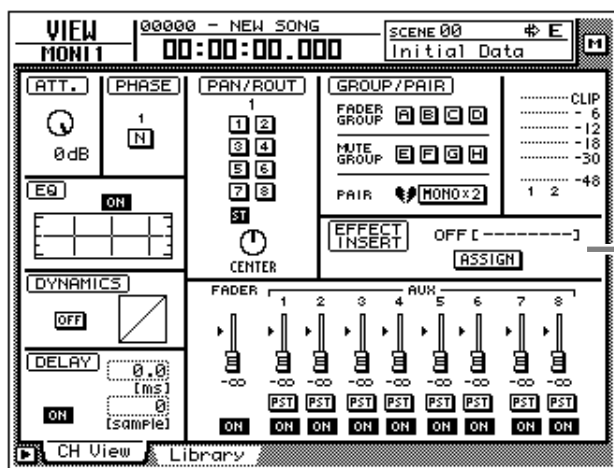 VIEW
MONI 1
00000 - NEW SONG
00:00:00.000
SCENE 00 E
Initial Data
M
ATT.
0dB
PHASE
1
N
PAN/ROUT
1
1 2
3 4
5 6
7 8
ST
CENTER
GROUP/PAIR
FADER GROUP A B C D
MUTE GROUP E F G H
PAIR MONO×2
CLIP
- 6
-12
-18
-30
-48
1 2
EQ
ON
EFFECT INSERT
OFF [---------]
ASSIGN
DYNAMICS
OFF
FADER AUX
1 2 3 4 5 6 7 8
-∞ -∞ -∞ -∞ -∞ -∞ -∞ -∞ -∞
PST PST PST PST PST PST PST PST
ON ON ON ON ON ON ON ON ON
DELAY
0.0
[ms]
0
[sample]
ON
CH View Library